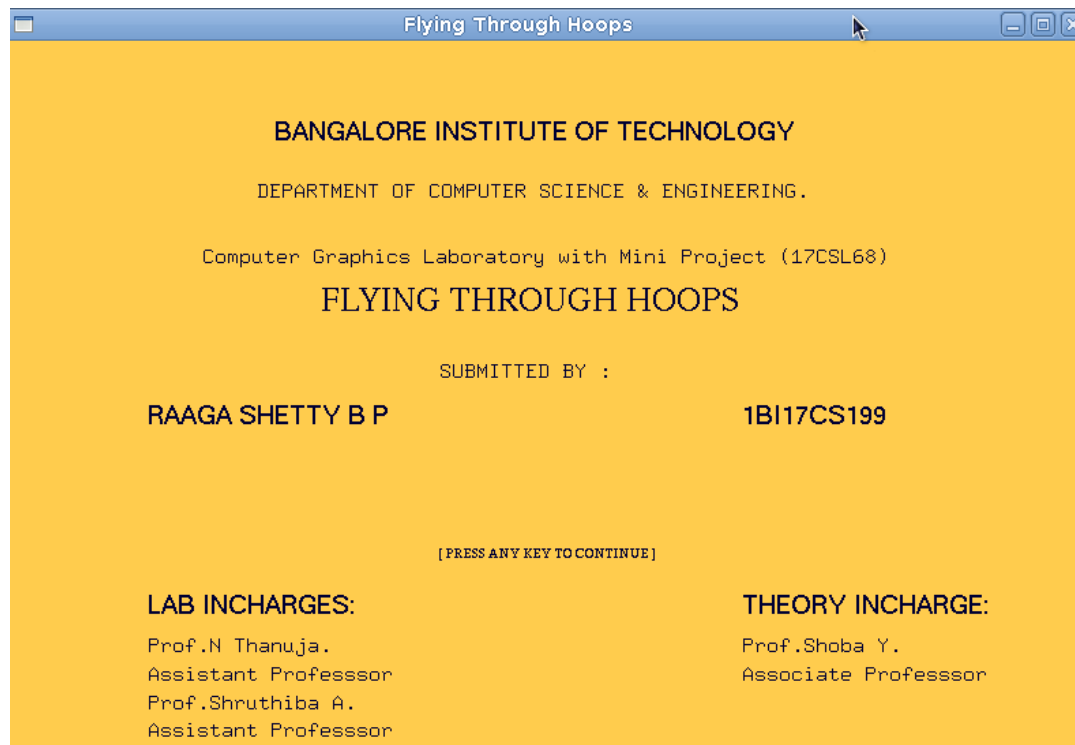 Flying Through Hoops
BANGALORE INSTITUTE OF TECHNOLOGY
DEPARTMENT OF COMPUTER SCIENCE & ENGINEERING.
Computer Graphics Laboratory with Mini Project (17CSL68)
FLYING THROUGH HOOPS
SUBMITTED BY :
RAAGA SHETTY B P 1BI17CS199
[ PRESS ANY KEY TO CONTINUE ]
LAB INCHARGES: THEORY INCHARGE:
Prof.N Thanuja. Prof.Shoba Y.
Assistant Professsor Associate Professsor
Prof.Shruthiba A.
Assistant Professsor